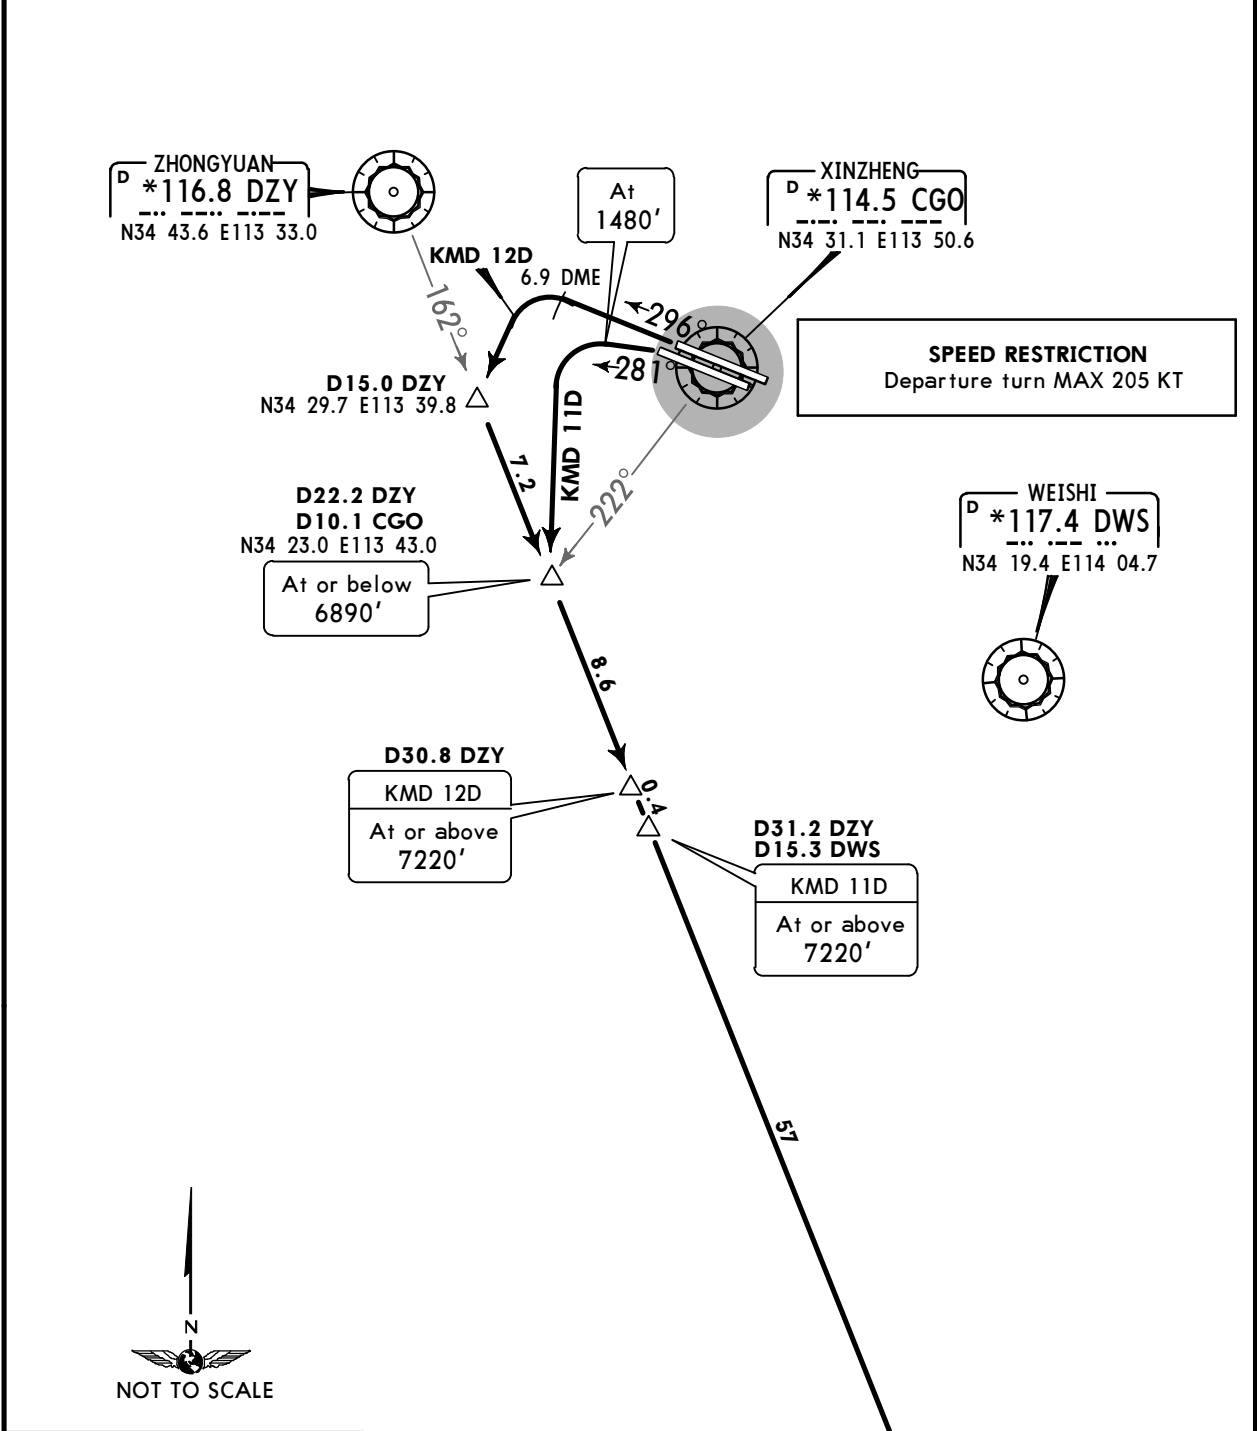 ZHONGYUAN
D *116.8 DZY
N34 43.6 E113 33.0
At
1480'
XINZHENG
D *114.5 CGO
N34 31.1 E113 50.6
KMD 12D
6.9 DME
162°
296°
281°
SPEED RESTRICTION
Departure turn MAX 205 KT
D15.0 DZY
N34 29.7 E113 39.8
KMD 11D
7.2
222°
D22.2 DZY
D10.1 CGO
N34 23.0 E113 43.0
At or below
6890'
WEISHI
D *117.4 DWS
N34 19.4 E114 04.7
8.6
D30.8 DZY
KMD 12D
At or above
7220'
0.4
D31.2 DZY
D15.3 DWS
KMD 11D
At or above
7220'
57
N
NOT TO SCALE